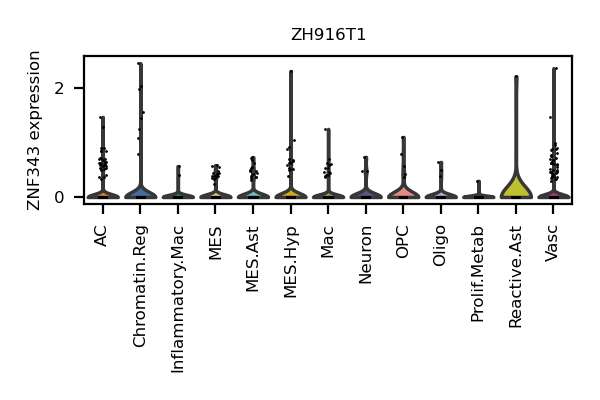 ZH916T1
ZNF343 expression
2
0
AC
Chromatin.Reg
Inflammatory.Mac
MES
MES.Ast
MES.Hyp
Mac
Neuron
OPC
Oligo
Prolif.Metab
Reactive.Ast
Vasc